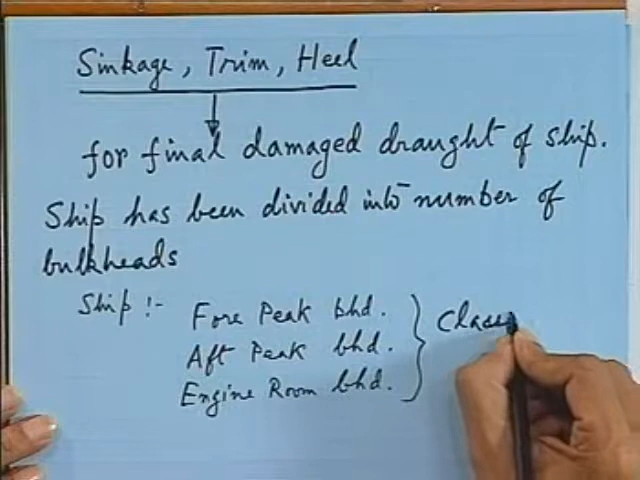 Sinkage, Trim, Heel
for final damaged draught of ship.
Ship has been divided into number of
bulkheads
Ship :- Fore Peak bhd.
Aft Peak bhd.
Engine Room bhd.